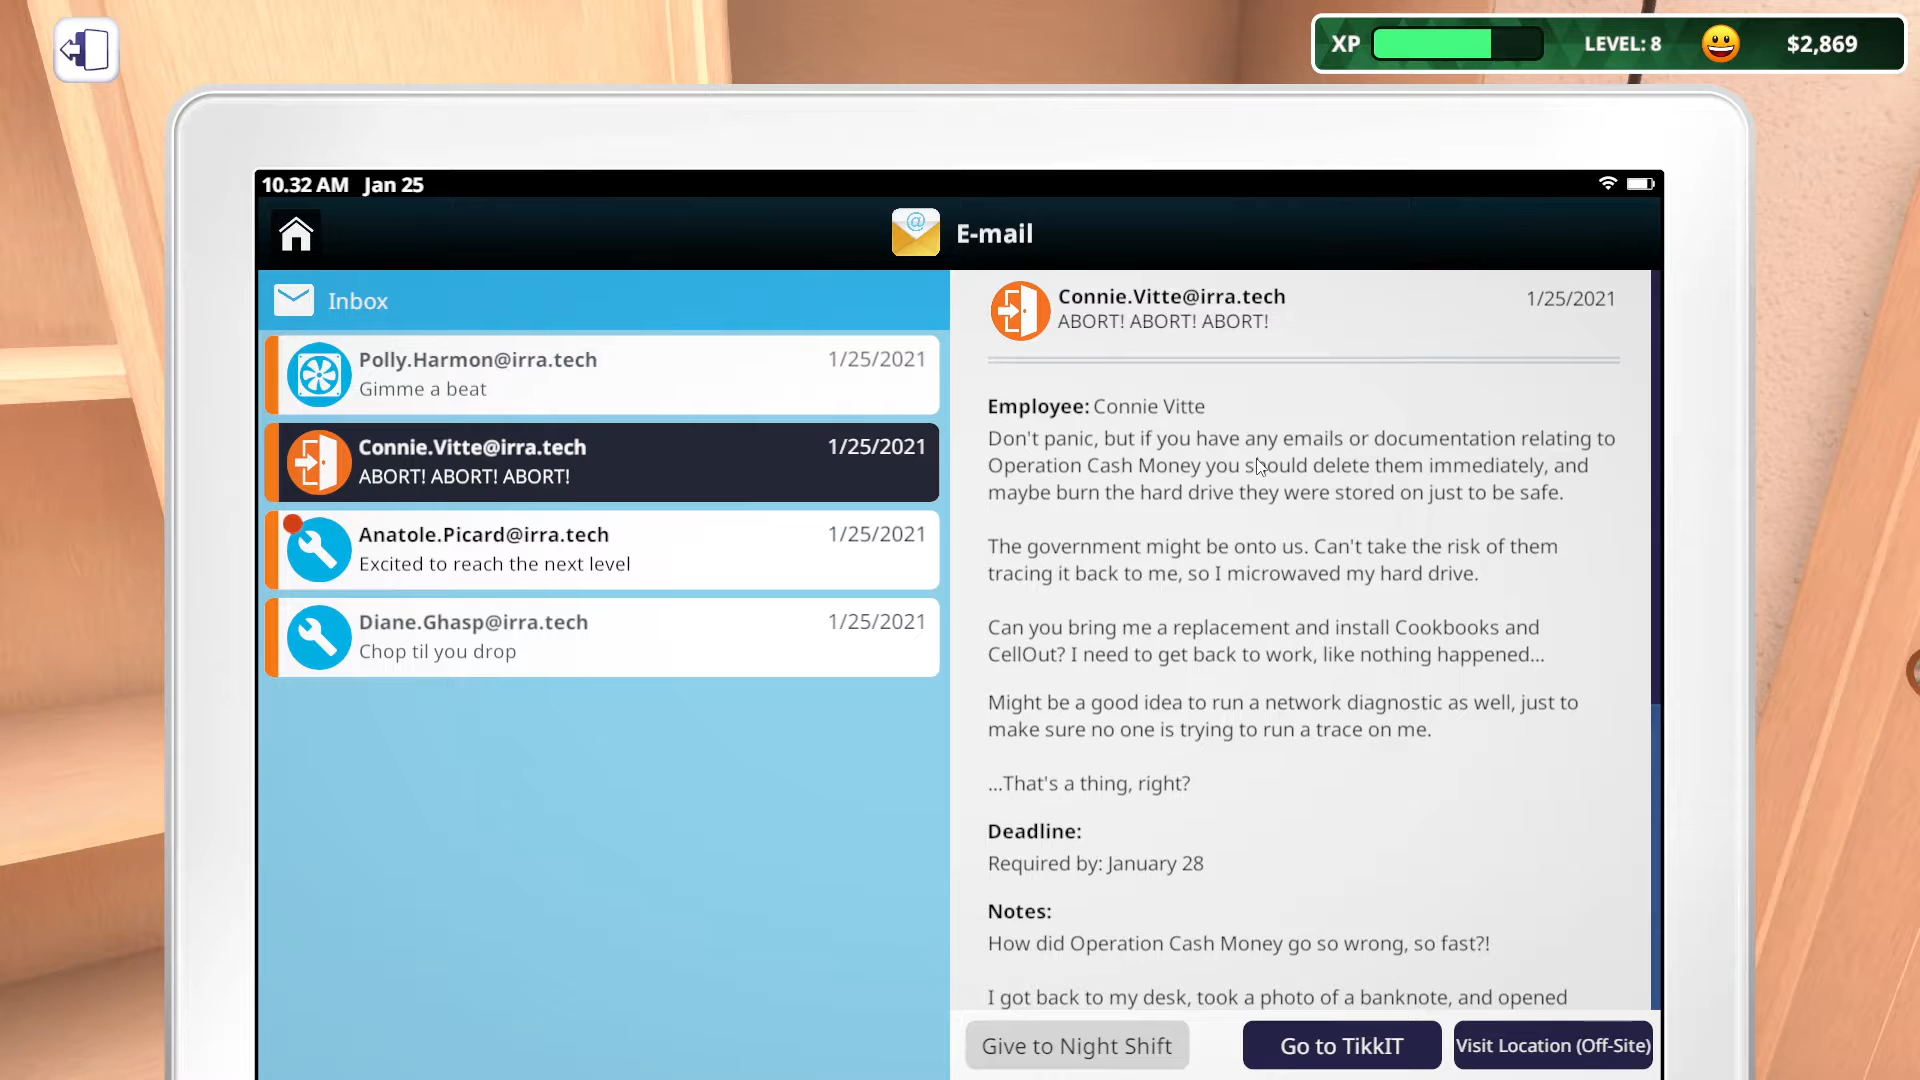 XP
LEVEL: 8
$2,869
10.32 AM Jan 25
@
E-mail
Inbox
Polly.Harmon@irra.tech
1/25/2021
Gimme a beat
Connie.Vitte@irra.tech
1/25/2021
ABORT! ABORT! ABORT!
Anatole.Picard@irra.tech
1/25/2021
Excited to reach the next level
Diane.Ghasp@irra.tech
1/25/2021
Chop til you drop
Connie.Vitte@irra.tech
1/25/2021
ABORT! ABORT! ABORT!
Employee: Connie Vitte
Don't panic, but if you have any emails or documentation relating to
Operation Cash Money you should delete them immediately, and
maybe burn the hard drive they were stored on just to be safe.
The government might be onto us. Can't take the risk of them
tracing it back to me, so I microwaved my hard drive.
Can you bring me a replacement and install Cookbooks and
CellOut? I need to get back to work, like nothing happened...
Might be a good idea to run a network diagnostic as well, just to
make sure no one is trying to run a trace on me.
...That's a thing, right?
Deadline:
Required by: January 28
Notes:
How did Operation Cash Money go so wrong, so fast?!
I got back to my desk, took a photo of a banknote, and opened
Give to Night Shift
Go to TikkIT
Visit Location (Off-Site)